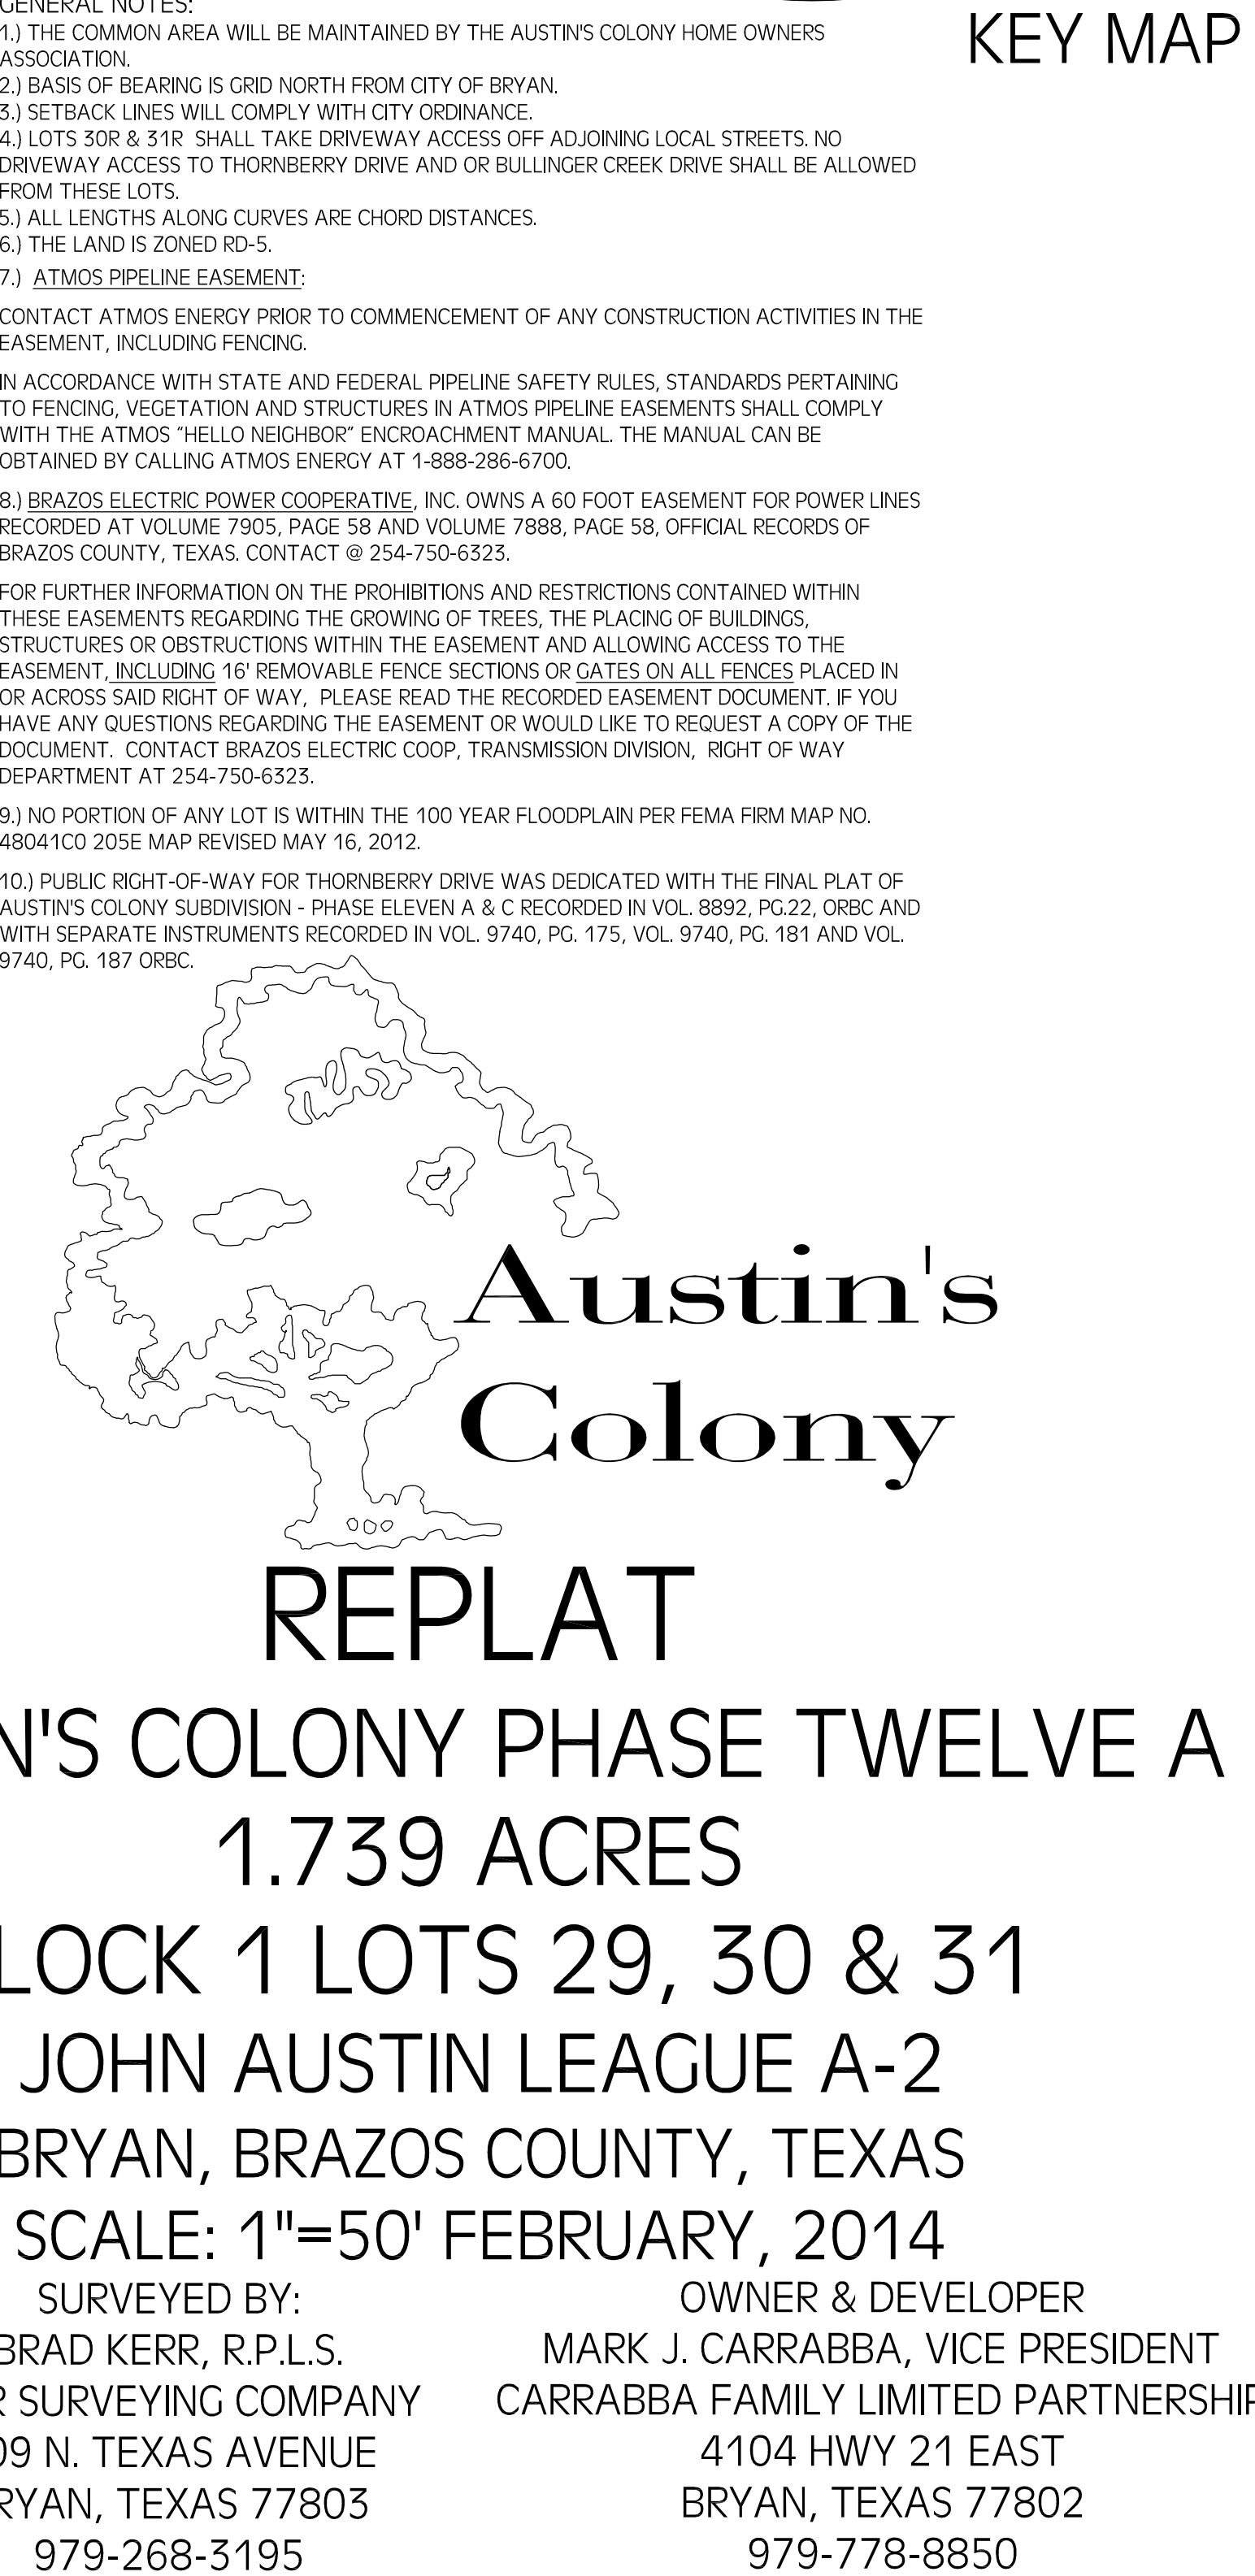 GENERAL NOTES:
KEY MAP
1.) THE COMMON AREA WILL BE MAINTAINED BY THE AUSTIN'S COLONY HOME OWNERS
ASSOCIATION.
2.) BASIS OF BEARING IS GRID NORTH FROM CITY OF BRYAN.
3.) SETBACK LINES WILL COMPLY WITH CITY ORDINANCE.
4.) LOTS 30R & 31R SHALL TAKE DRIVEWAY ACCESS OFF ADJOINING LOCAL STREETS. NO
DRIVEWAY ACCESS TO THORNBERRY DRIVE AND OR BULLINGER CREEK DRIVE SHALL BE ALLOWED
FROM THESE LOTS.
5.) ALL LENGTHS ALONG CURVES ARE CHORD DISTANCES.
6.) THE LAND IS ZONED RD-5.
7.) ATMOS PIPELINE EASEMENT:
CONTACT ATMOS ENERGY PRIOR TO COMMENCEMENT OF ANY CONSTRUCTION ACTIVITIES IN THE
EASEMENT, INCLUDING FENCING.
IN ACCORDANCE WITH STATE AND FEDERAL PIPELINE SAFETY RULES, STANDARDS PERTAINING
TO FENCING, VEGETATION AND STRUCTURES IN ATMOS PIPELINE EASEMENTS SHALL COMPLY
WITH THE ATMOS “HELLO NEIGHBOR” ENCROACHMENT MANUAL. THE MANUAL CAN BE
OBTAINED BY CALLING ATMOS ENERGY AT 1-888-286-6700.
8.) BRAZOS ELECTRIC POWER COOPERATIVE, INC. OWNS A 60 FOOT EASEMENT FOR POWER LINES
RECORDED AT VOLUME 7905, PAGE 58 AND VOLUME 7888, PAGE 58, OFFICIAL RECORDS OF
BRAZOS COUNTY, TEXAS. CONTACT @ 254-750-6323.
FOR FURTHER INFORMATION ON THE PROHIBITIONS AND RESTRICTIONS CONTAINED WITHIN
THESE EASEMENTS REGARDING THE GROWING OF TREES, THE PLACING OF BUILDINGS,
STRUCTURES OR OBSTRUCTIONS WITHIN THE EASEMENT AND ALLOWING ACCESS TO THE
EASEMENT, INCLUDING 16' REMOVABLE FENCE SECTIONS OR GATES ON ALL FENCES PLACED IN
OR ACROSS SAID RIGHT OF WAY, PLEASE READ THE RECORDED EASEMENT DOCUMENT. IF YOU
HAVE ANY QUESTIONS REGARDING THE EASEMENT OR WOULD LIKE TO REQUEST A COPY OF THE
DOCUMENT. CONTACT BRAZOS ELECTRIC COOP, TRANSMISSION DIVISION, RIGHT OF WAY
DEPARTMENT AT 254-750-6323.
9.) NO PORTION OF ANY LOT IS WITHIN THE 100 YEAR FLOODPLAIN PER FEMA FIRM MAP NO.
48041C0 205E MAP REVISED MAY 16, 2012.
10.) PUBLIC RIGHT-OF-WAY FOR THORNBERRY DRIVE WAS DEDICATED WITH THE FINAL PLAT OF
AUSTIN'S COLONY SUBDIVISION - PHASE ELEVEN A & C RECORDED IN VOL. 8892, PG.22, ORBC AND
WITH SEPARATE INSTRUMENTS RECORDED IN VOL. 9740, PG. 175, VOL. 9740, PG. 181 AND VOL.
9740, PG. 187 ORBC.
Austin's
Colony
REPLAT
N'S COLONY PHASE TWELVE A
1.739 ACRES
LOCK 1 LOTS 29, 30 & 31
JOHN AUSTIN LEAGUE A-2
BRYAN, BRAZOS COUNTY, TEXAS
SCALE: 1"=50' FEBRUARY, 2014
SURVEYED BY:
BRAD KERR, R.P.L.S.
R SURVEYING COMPANY
09 N. TEXAS AVENUE
RYAN, TEXAS 77803
979-268-3195
OWNER & DEVELOPER
MARK J. CARRABBA, VICE PRESIDENT
CARRABBA FAMILY LIMITED PARTNERSHIP
4104 HWY 21 EAST
BRYAN, TEXAS 77802
979-778-8850